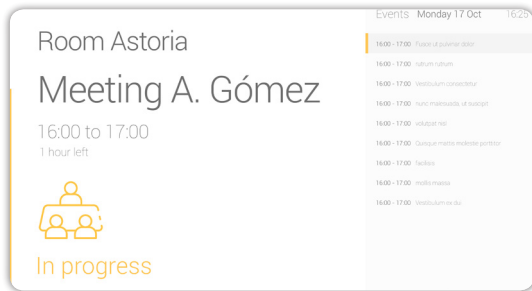 Room Astoria
Meeting A. Gómez
16:00 to 17:00
1 hour left
In progress
Events Monday 17 Oct 16:25
16:00 - 17:00 Fusce ut pulvinar dolor
16:00 - 17:00 rutrum rutrum
16:00 - 17:00 Vestibulum consectetur
16:00 - 17:00 nunc malesuada, ut suscipit
16:00 - 17:00 volutpat nisl
16:00 - 17:00 Quisque mattis molestie porttitor
16:00 - 17:00 facilisis
16:00 - 17:00 mollis massa
16:00 - 17:00 Vestibulum ex dui